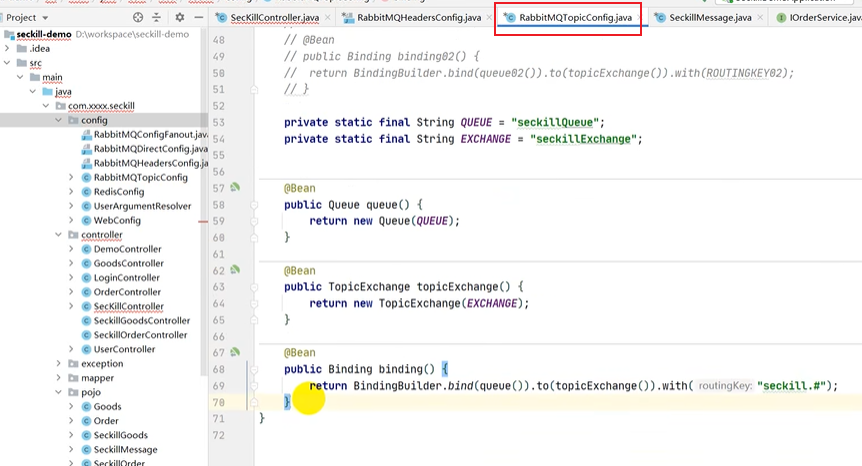 Project
SecKillController.java
RabbitMQHeadersConfig.java
RabbitMQTopicConfig.java
SeckillMessage.java
IOrderService.java
seckill-demo D:\workspace\seckill-demo
.idea
src
main
java
com.xxxx.seckill
config
RabbitMQConfigFanout.java
RabbitMQDirectConfig.java
RabbitMQHeadersConfig.ja
RabbitMQTopicConfig
RedisConfig
UserArgumentResolver
WebConfig
controller
DemoController
GoodsController
LoginController
OrderController
SecKillController
SeckillGoodsController
SeckillOrderController
UserController
exception
mapper
pojo
Goods
Order
SeckillGoods
SeckillMessage
SeckillOrder
48 // @Bean
49 // public Binding binding02() {
50 // return BindingBuilder.bind(queue02()).to(topicExchange()).with(ROUTINGKEY02);
51 // }
52
53 private static final String QUEUE = "seckillQueue";
54 private static final String EXCHANGE = "seckillExchange";
55
56
57 @Bean
58 public Queue queue() {
59 return new Queue(QUEUE);
60 }
61
62 @Bean
63 public TopicExchange topicExchange() {
64 return new TopicExchange(EXCHANGE);
65 }
66
67 @Bean
68 public Binding binding() {
69 return BindingBuilder.bind(queue()).to(topicExchange()).with( routingKey: "seckill.#");
70 }
71 }
72